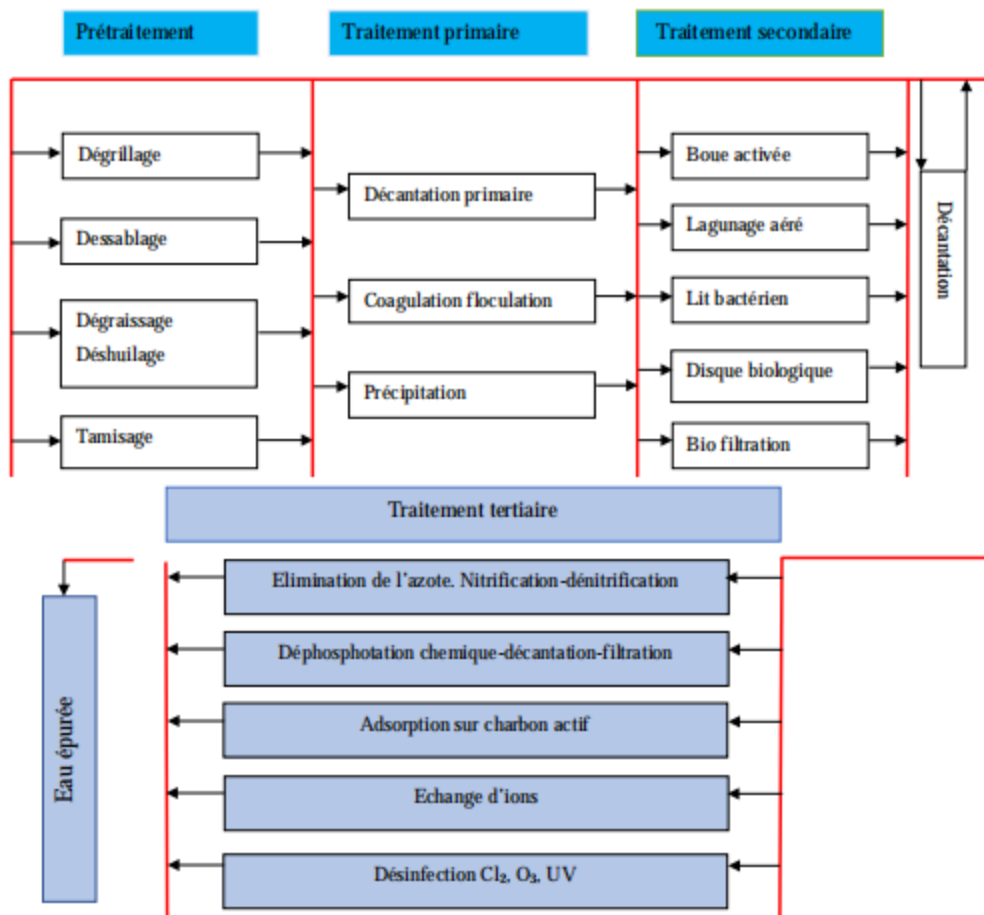 Prétraitement
Traitement primaire
Traitement secondaire
Dégrillage
Dessablage
Dégraissage
Déshuilage
Tamisage
Décantation primaire
Coagulation floculation
Précipitation
Boue activée
Lagunage aéré
Lit bactérien
Disque biologique
Bio filtration
Décantation
Traitement tertiaire
Elimination de l'azote. Nitrification-dénitrification
Déphosphotation chemique-décantation-filtration
Adsorption sur charbon actif
Echange d'ions
Désinfection Cl₂, O₃, UV
Eau épurée